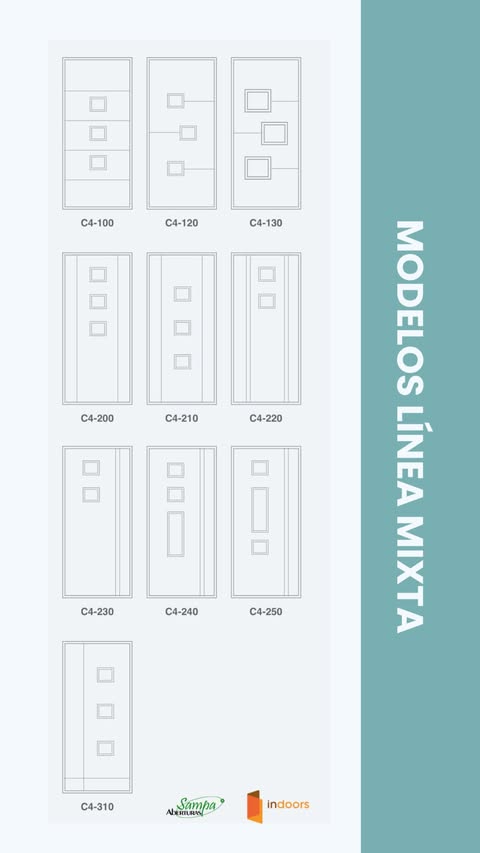 C4-100 C4-120 C4-130
C4-200 C4-210 C4-220
C4-230 C4-240 C4-250
C4-310
Sampa
ABERTURAS
indoors
MODELOS LÍNEA MIXTA